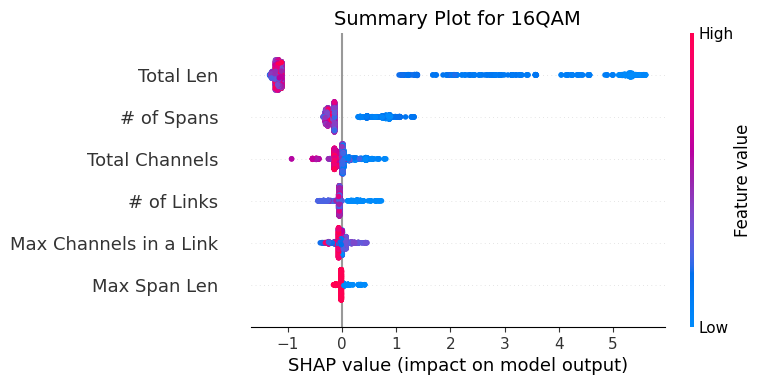 Summary Plot for 16QAM
High
Total Len
# of Spans
Total Channels
# of Links
Max Channels in a Link
Max Span Len
Feature value
Low
−1 0 1 2 3 4 5
SHAP value (impact on model output)